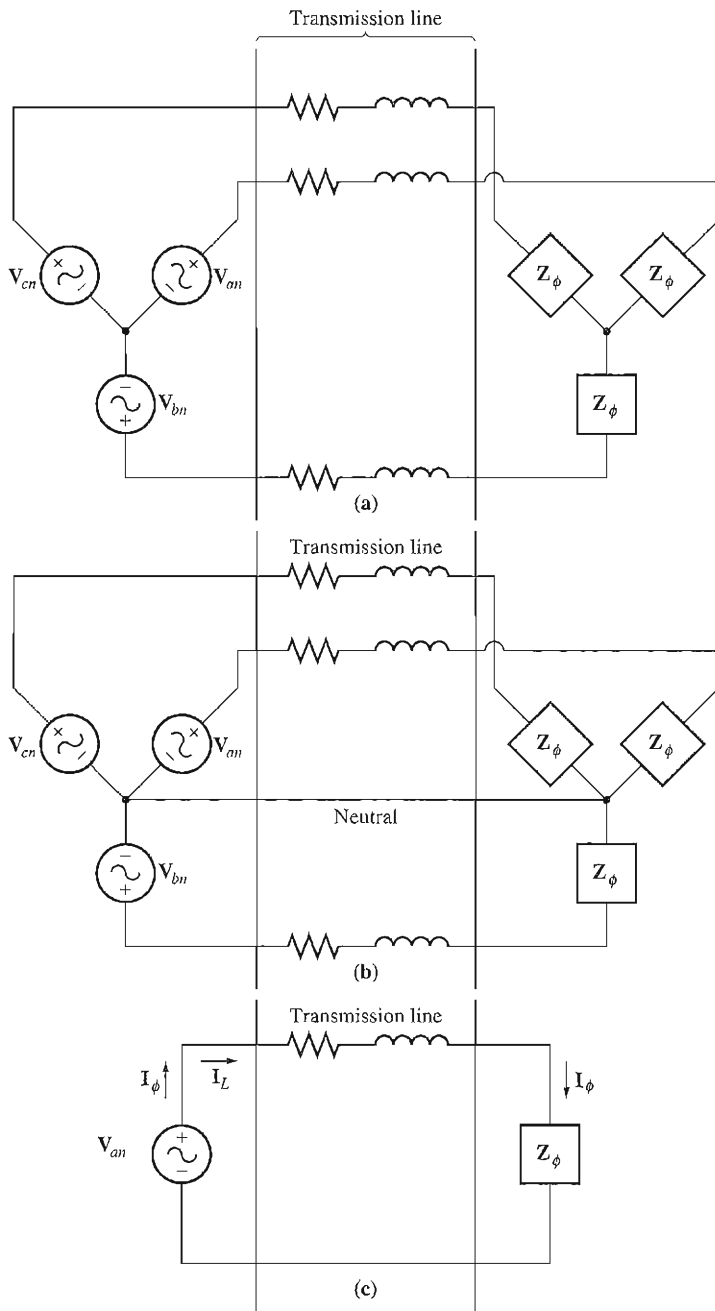 Transmission line
V_cn
V_an
Z_ϕ
Z_ϕ
V_bn
Z_ϕ
(a)
Transmission line
V_cn
V_an
Z_ϕ
Z_ϕ
Neutral
V_bn
Z_ϕ
(b)
Transmission line
I_ϕ
I_L
I_ϕ
V_an
+
−
Z_ϕ
(c)